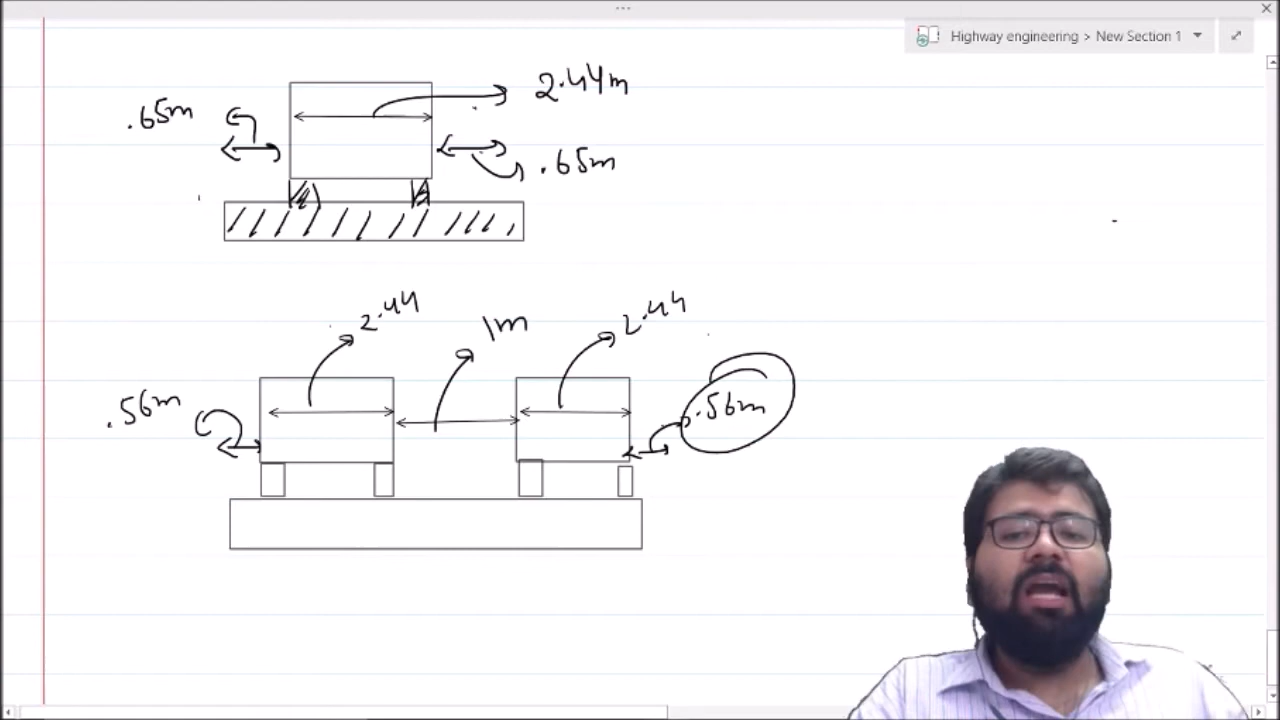 Highway engineering > New Section 1
2.44m
.65m
.65m
2.44
1m
2.44
.56m
.56m